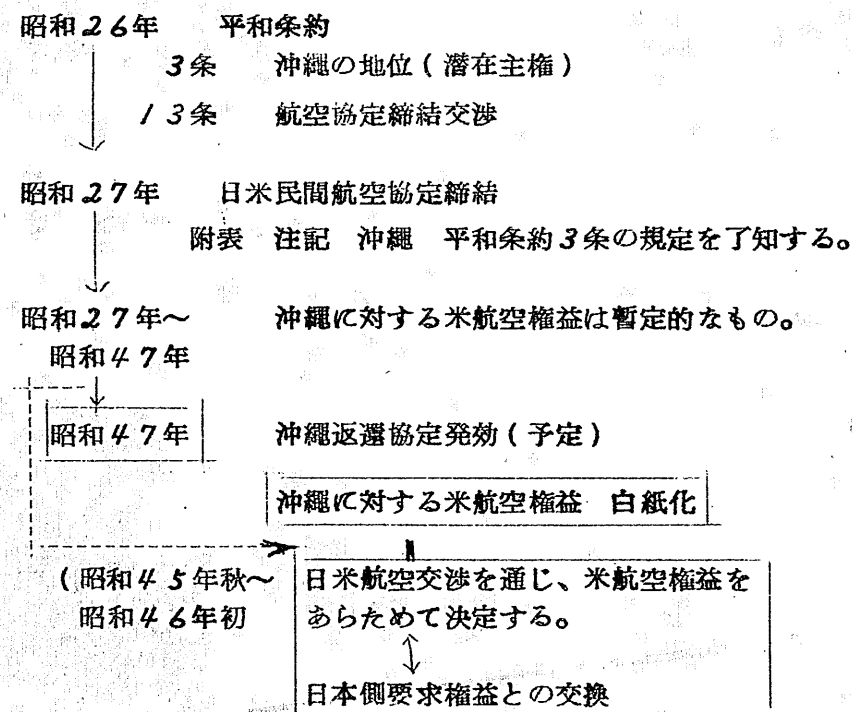 昭和26年 平和条約
3条 沖縄の地位(潜在主権)
13条 航空協定締結交渉
昭和27年 日米民間航空協定締結
附表 注記 沖縄 平和条約3条の規定を了知する。
昭和27年~ 沖縄に対する米航空権益は暫定的なもの。
昭和47年
昭和47年 沖縄返還協定発効(予定)
沖縄に対する米航空権益 白紙化
(昭和45年秋~ 日米航空交渉を通じ、米航空権益を
昭和46年初 あらためて決定する。
日本側要求権益との交換